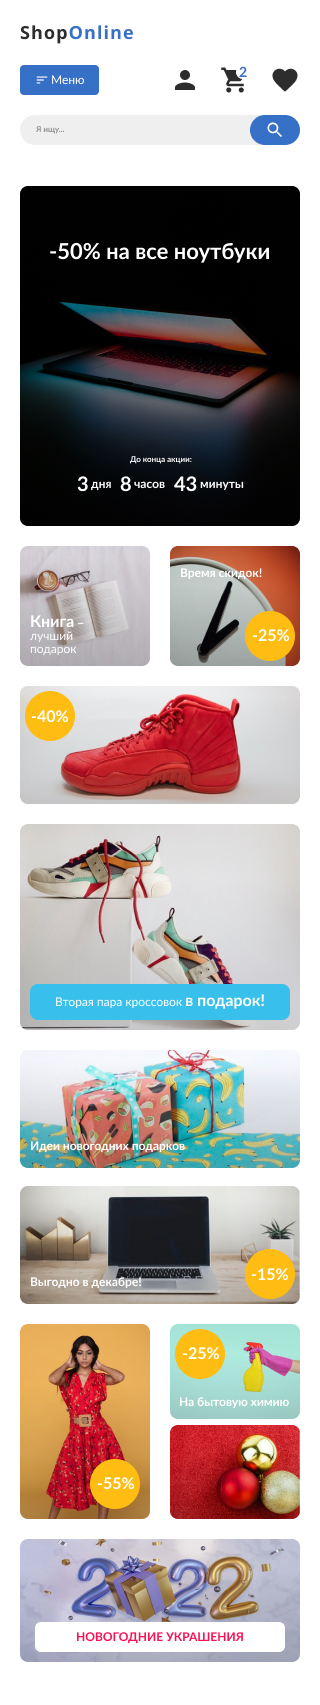 ShopOnline
Меню
2
Я ищу...
-50% на все ноутбуки
До конца акции:
3 дня 8 часов 43 минуты
Книга –
лучший
подарок
Время скидок!
-25%
-40%
Вторая пара кроссовок в подарок!
Идеи новогодних подарков
Выгодно в декабре!
-15%
-55%
-25%
На бытовую химию
2022
НОВОГОДНИЕ УКРАШЕНИЯ